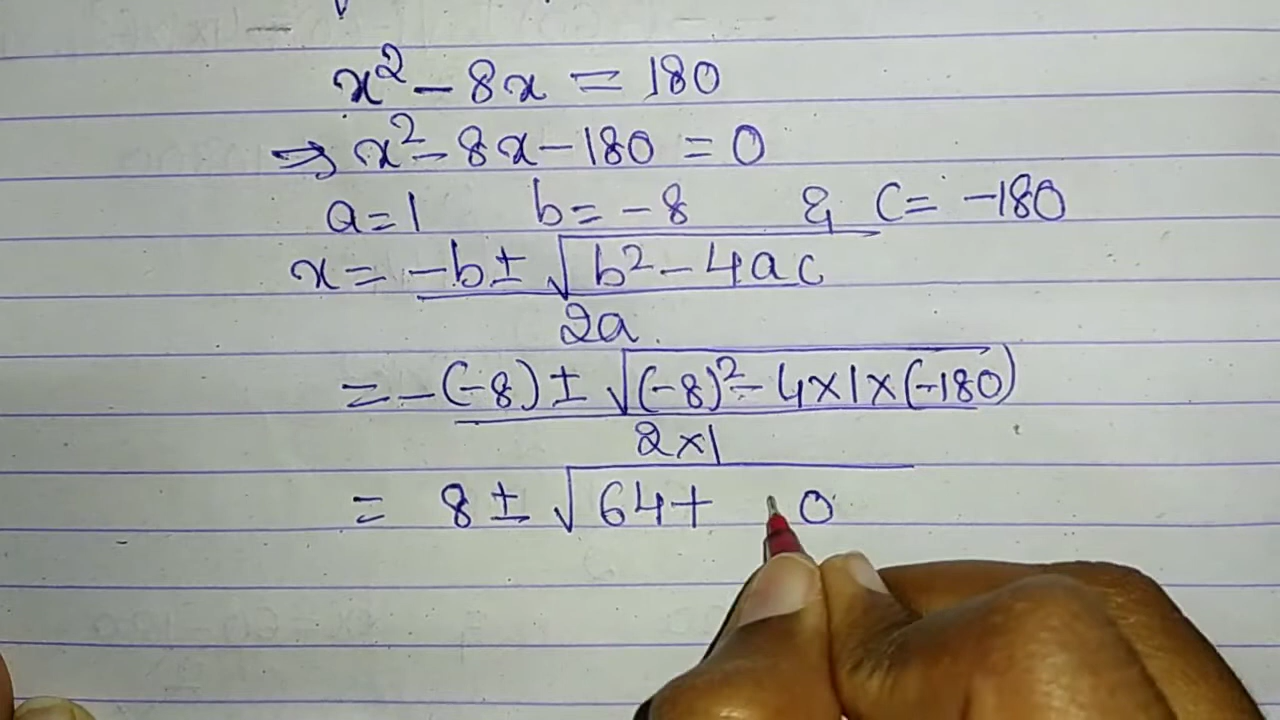 x² - 8x = 180
⇒ x² - 8x - 180 = 0
a = 1 b = -8 & c = -180
x = -b ± √(b² - 4ac)
2a
= -(-8) ± √((-8)² - 4×1×(-180))
2×1
= 8 ± √(64 + 0